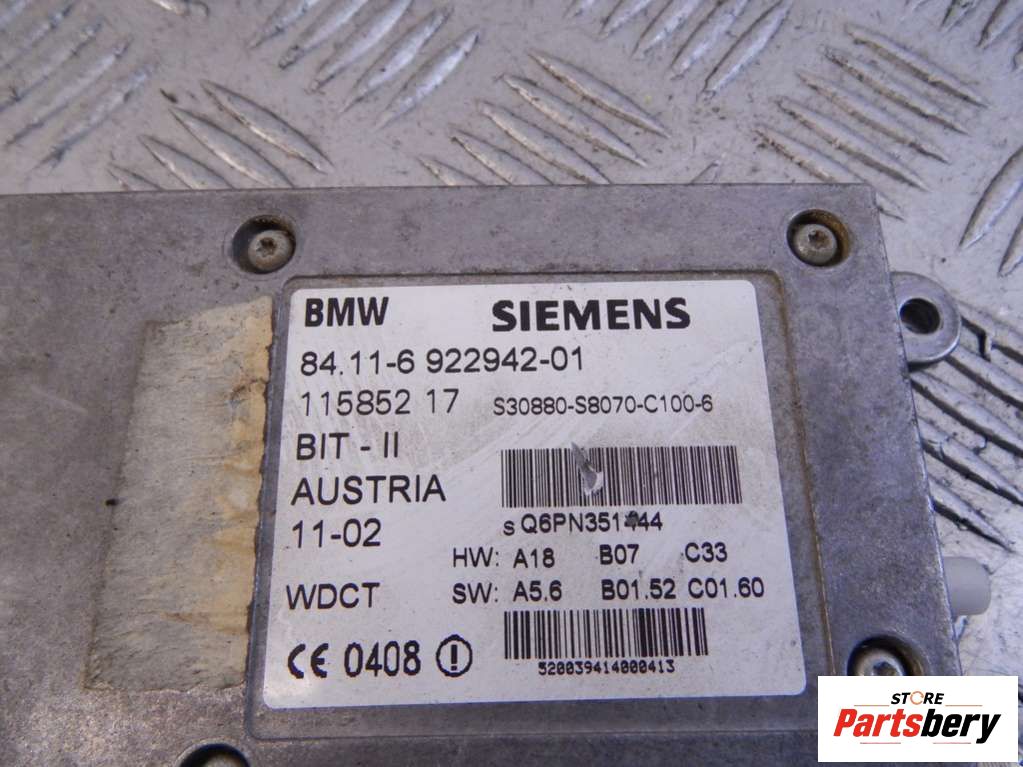 BMW SIEMENS
84.11-6 922942-01
115852 17 S30880-S8070-C100-6
BIT - II
AUSTRIA
11-02
HW: A18 B07 C33
WDCT SW: A5.6 B01.52 C01.60
CE 0408
520039414000413
STORE
Partsbery